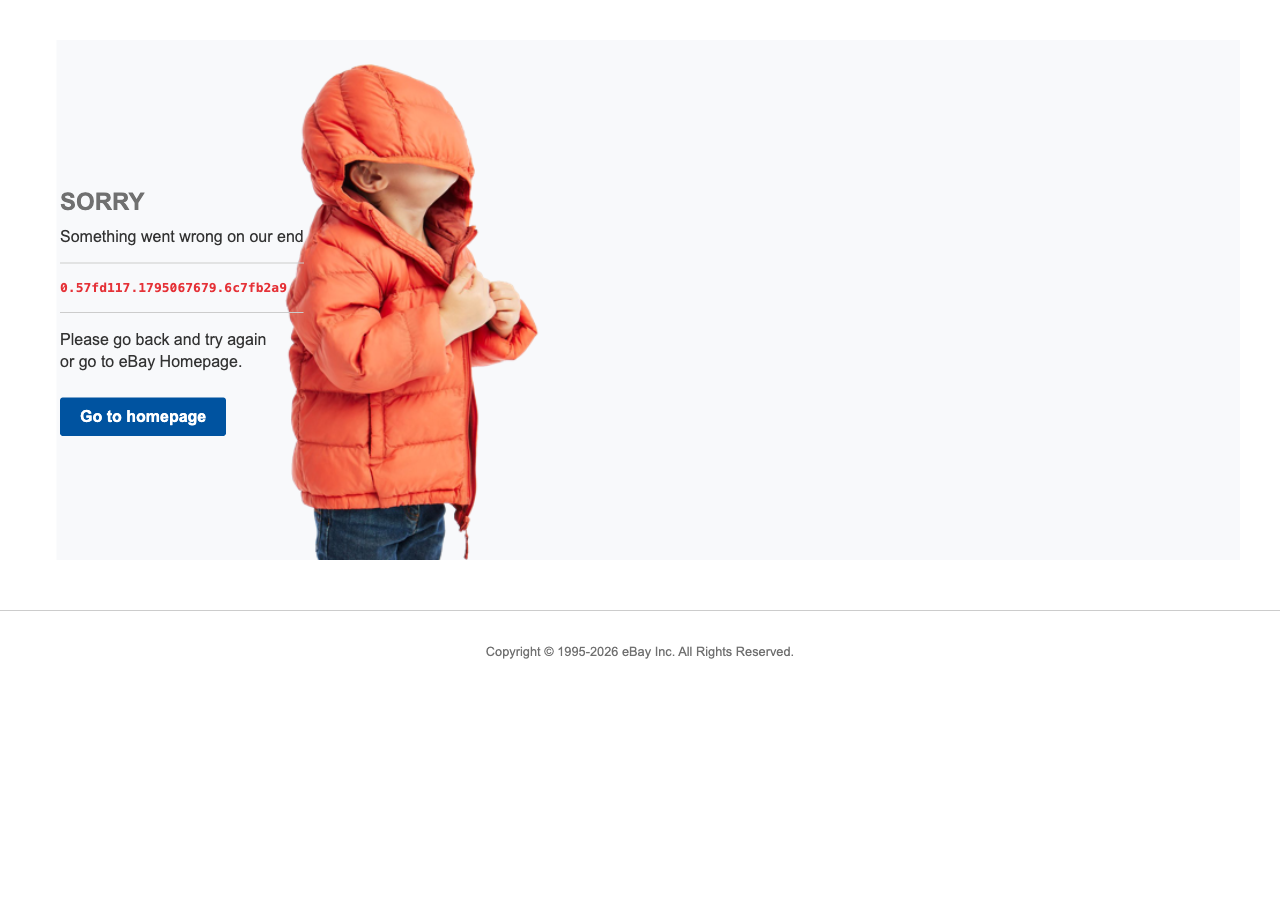 SORRY
Something went wrong on our end
0.57fd117.1795067679.6c7fb2a9
Please go back and try again
or go to eBay Homepage.
Go to homepage
Copyright © 1995-2026 eBay Inc. All Rights Reserved.